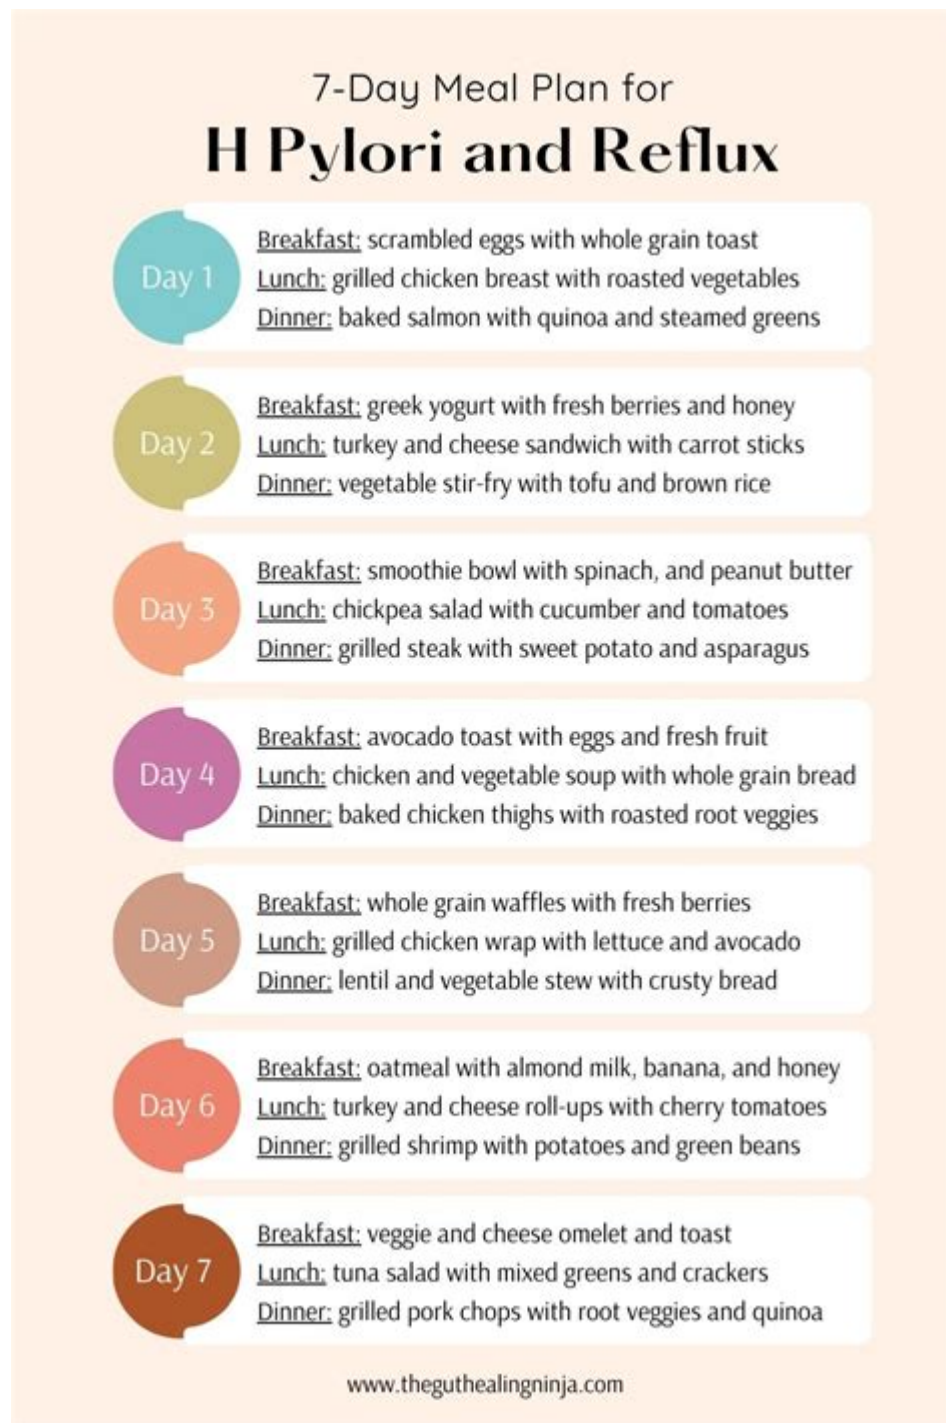 7-Day Meal Plan for
H Pylori and Reflux
Day 1
Breakfast: scrambled eggs with whole grain toast
Lunch: grilled chicken breast with roasted vegetables
Dinner: baked salmon with quinoa and steamed greens
Day 2
Breakfast: greek yogurt with fresh berries and honey
Lunch: turkey and cheese sandwich with carrot sticks
Dinner: vegetable stir-fry with tofu and brown rice
Day 3
Breakfast: smoothie bowl with spinach, and peanut butter
Lunch: chickpea salad with cucumber and tomatoes
Dinner: grilled steak with sweet potato and asparagus
Day 4
Breakfast: avocado toast with eggs and fresh fruit
Lunch: chicken and vegetable soup with whole grain bread
Dinner: baked chicken thighs with roasted root veggies
Day 5
Breakfast: whole grain waffles with fresh berries
Lunch: grilled chicken wrap with lettuce and avocado
Dinner: lentil and vegetable stew with crusty bread
Day 6
Breakfast: oatmeal with almond milk, banana, and honey
Lunch: turkey and cheese roll-ups with cherry tomatoes
Dinner: grilled shrimp with potatoes and green beans
Day 7
Breakfast: veggie and cheese omelet and toast
Lunch: tuna salad with mixed greens and crackers
Dinner: grilled pork chops with root veggies and quinoa
www.theguthealingninja.com